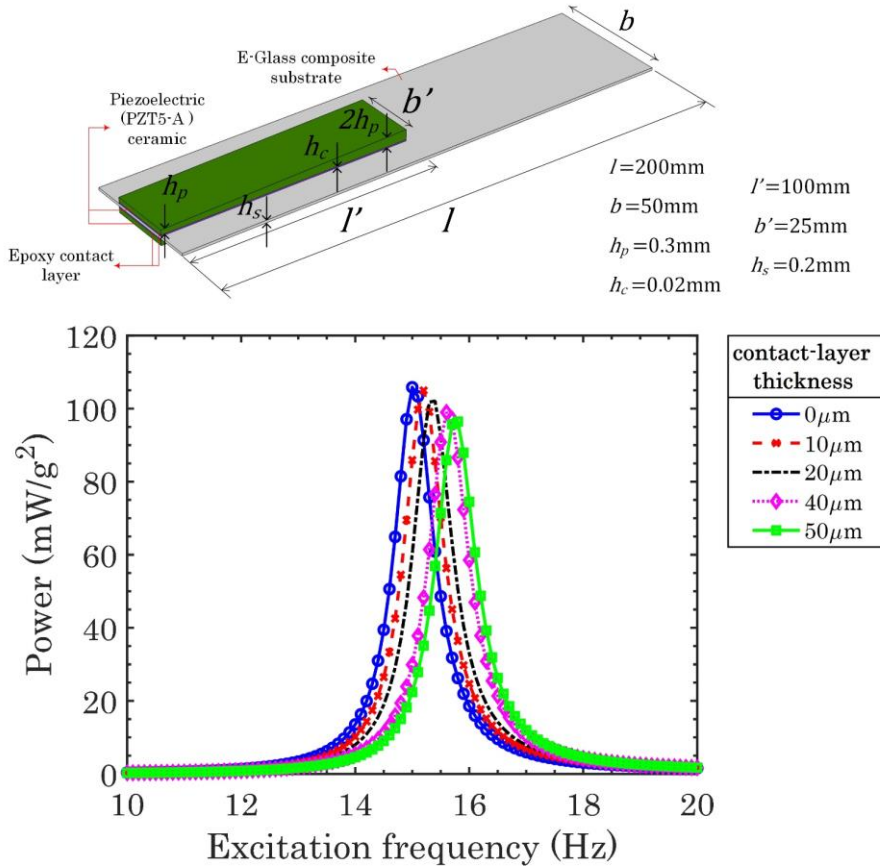 b
E-Glass composite
substrate
Piezoelectric
(PZT5-A )
ceramic
b’
2hp
hc
hp
hs
l’
l
Epoxy contact
layer
l=200mm
l’=100mm
b=50mm
b’=25mm
hp=0.3mm
hs=0.2mm
hc=0.02mm
120
100
80
60
40
20
0
Power (mW/g²)
10
12
14
16
18
20
Excitation frequency (Hz)
contact-layer
thickness
0μm
10μm
20μm
40μm
50μm